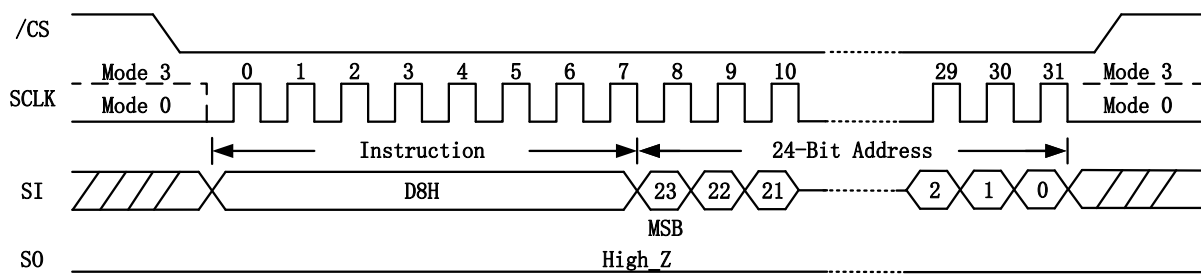 /CS
0 1 2 3 4 5 6 7 8 9 10 29 30 31
Mode 3 Mode 3
SCLK
Mode 0 Mode 0
Instruction 24-Bit Address
SI D8H 23 22 21 2 1 0
MSB
SO High_Z